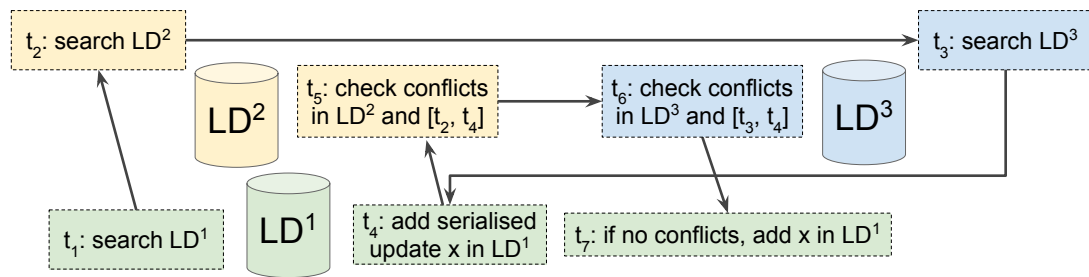 t₂: search LD²
t₃: search LD³
LD²
t₅: check conflicts
in LD² and [t₂, t₄]
t₆: check conflicts
in LD³ and [t₃, t₄]
LD³
t₁: search LD¹
LD¹
t₄: add serialised
update x in LD¹
t₇: if no conflicts, add x in LD¹